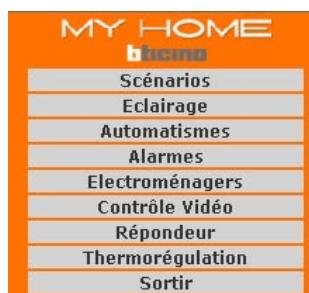 MY HOME
bticino
Scénarios
Eclairage
Automatismes
Alarmes
Electroménagers
Contrôle Vidéo
Répondeur
Thermorégulation
Sortir